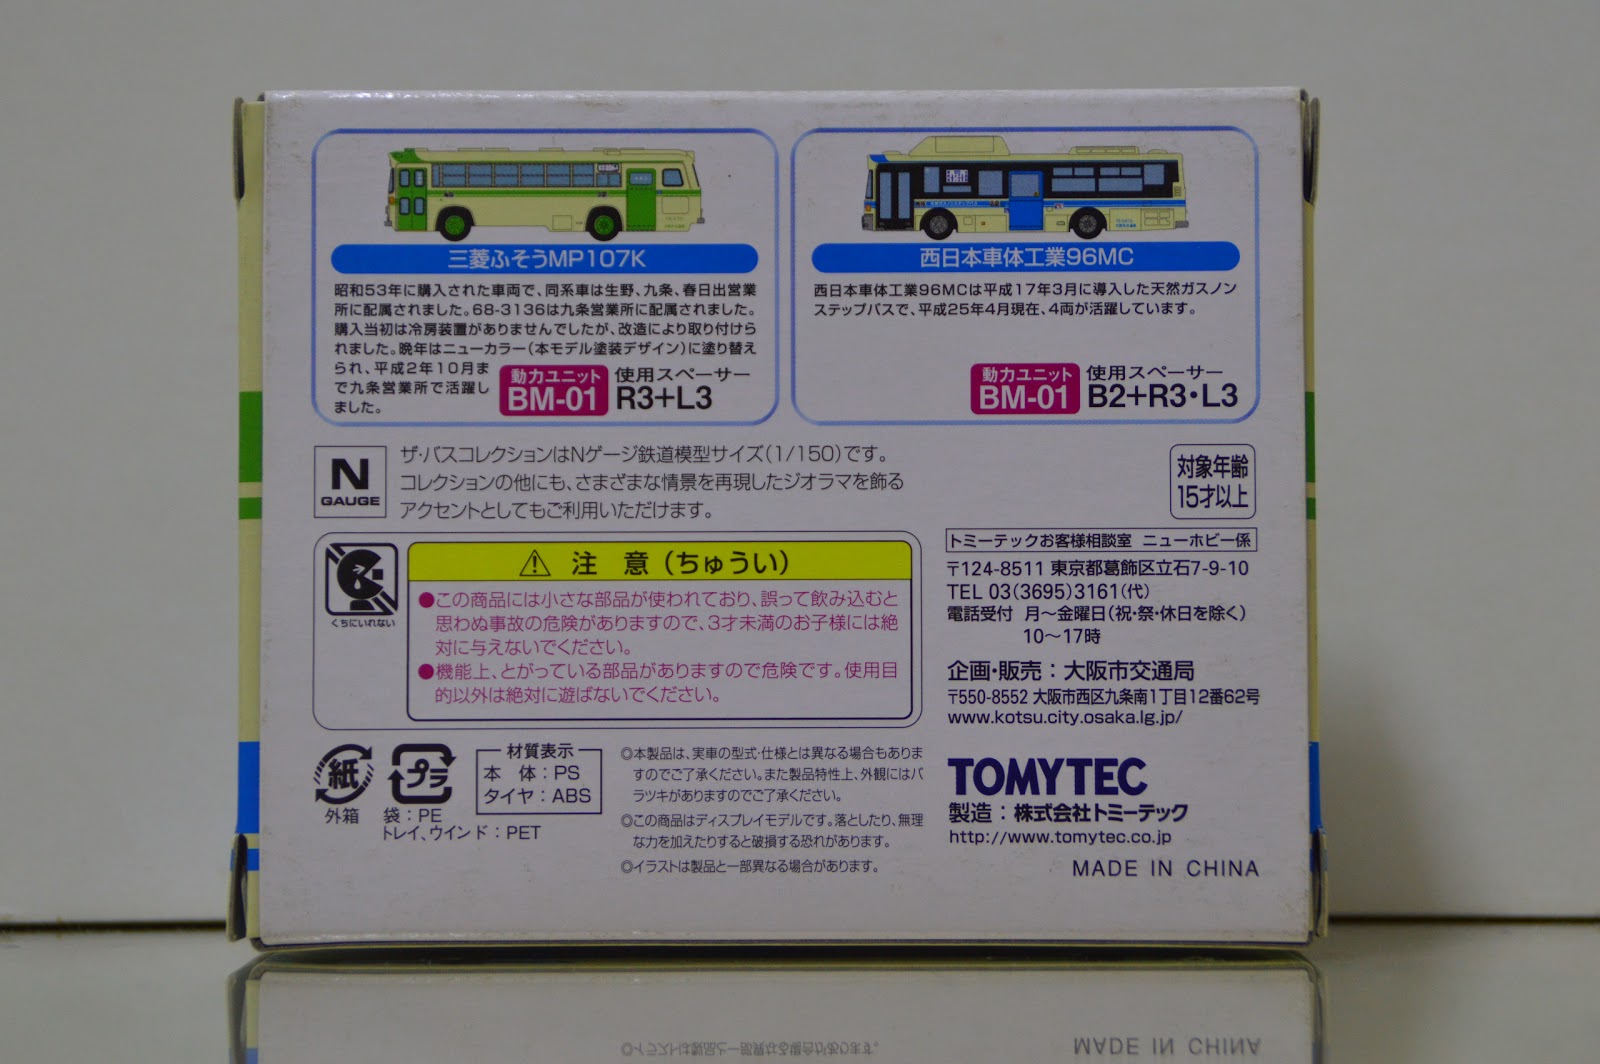 三菱ふそうMP107K
昭和53年に購入された車両で、同系車は生野、九条、春日出営業
所に配属されました。68-3136は九条営業所に配属されました。
購入当初は冷房装置がありませんでしたが、改造により取り付けら
れました。晩年はニューカラー(本モデル塗装デザイン)に塗り替え
られ、平成2年10月ま
で九条営業所で活躍し
ました。
動力ユニット
BM-01
使用スペーサー
R3+L3
西日本車体工業96MC
西日本車体工業96MCは平成17年3月に導入した天然ガスノン
ステップバスで、平成25年4月現在、4両が活躍しています。
動力ユニット
BM-01
使用スペーサー
B2+R3・L3
N
GAUGE
ザ・バスコレクションはNゲージ鉄道模型サイズ(1/150)です。
コレクションの他にも、さまざまな情景を再現したジオラマを飾る
アクセントとしてもご利用いただけます。
対象年齢
15才以上
くちにいれない
注 意(ちゅうい)
●この商品には小さな部品が使われており、誤って飲み込むと
思わぬ事故の危険がありますので、3才未満のお子様には絶
対に与えないでください。
●機能上、とがっている部品がありますので危険です。使用目
的以外は絶対に遊ばないでください。
トミーテックお客様相談室 ニューホビー係
〒124-8511 東京都葛飾区立石7-9-10
TEL 03(3695)3161(代)
電話受付 月〜金曜日(祝・祭・休日を除く)
10〜17時
企画・販売:大阪市交通局
〒550-8552 大阪市西区九条南1丁目12番62号
www.kotsu.city.osaka.lg.jp/
紙
外箱
プラ
袋:PE
トレイ、ウインド:PET
材質表示
本 体:PS
タイヤ:ABS
◎本製品は、実車の型式・仕様とは異なる場合もありま
すのでご了承ください。また製品特性上、外観にはバ
ラツキがありますのでご了承ください。
◎この商品はディスプレイモデルです。落としたり、無理
な力を加えたりすると破損する恐れがあります。
◎イラストは製品と一部異なる場合があります。
TOMYTEC
製造:株式会社トミーテック
http://www.tomytec.co.jp
MADE IN CHINA